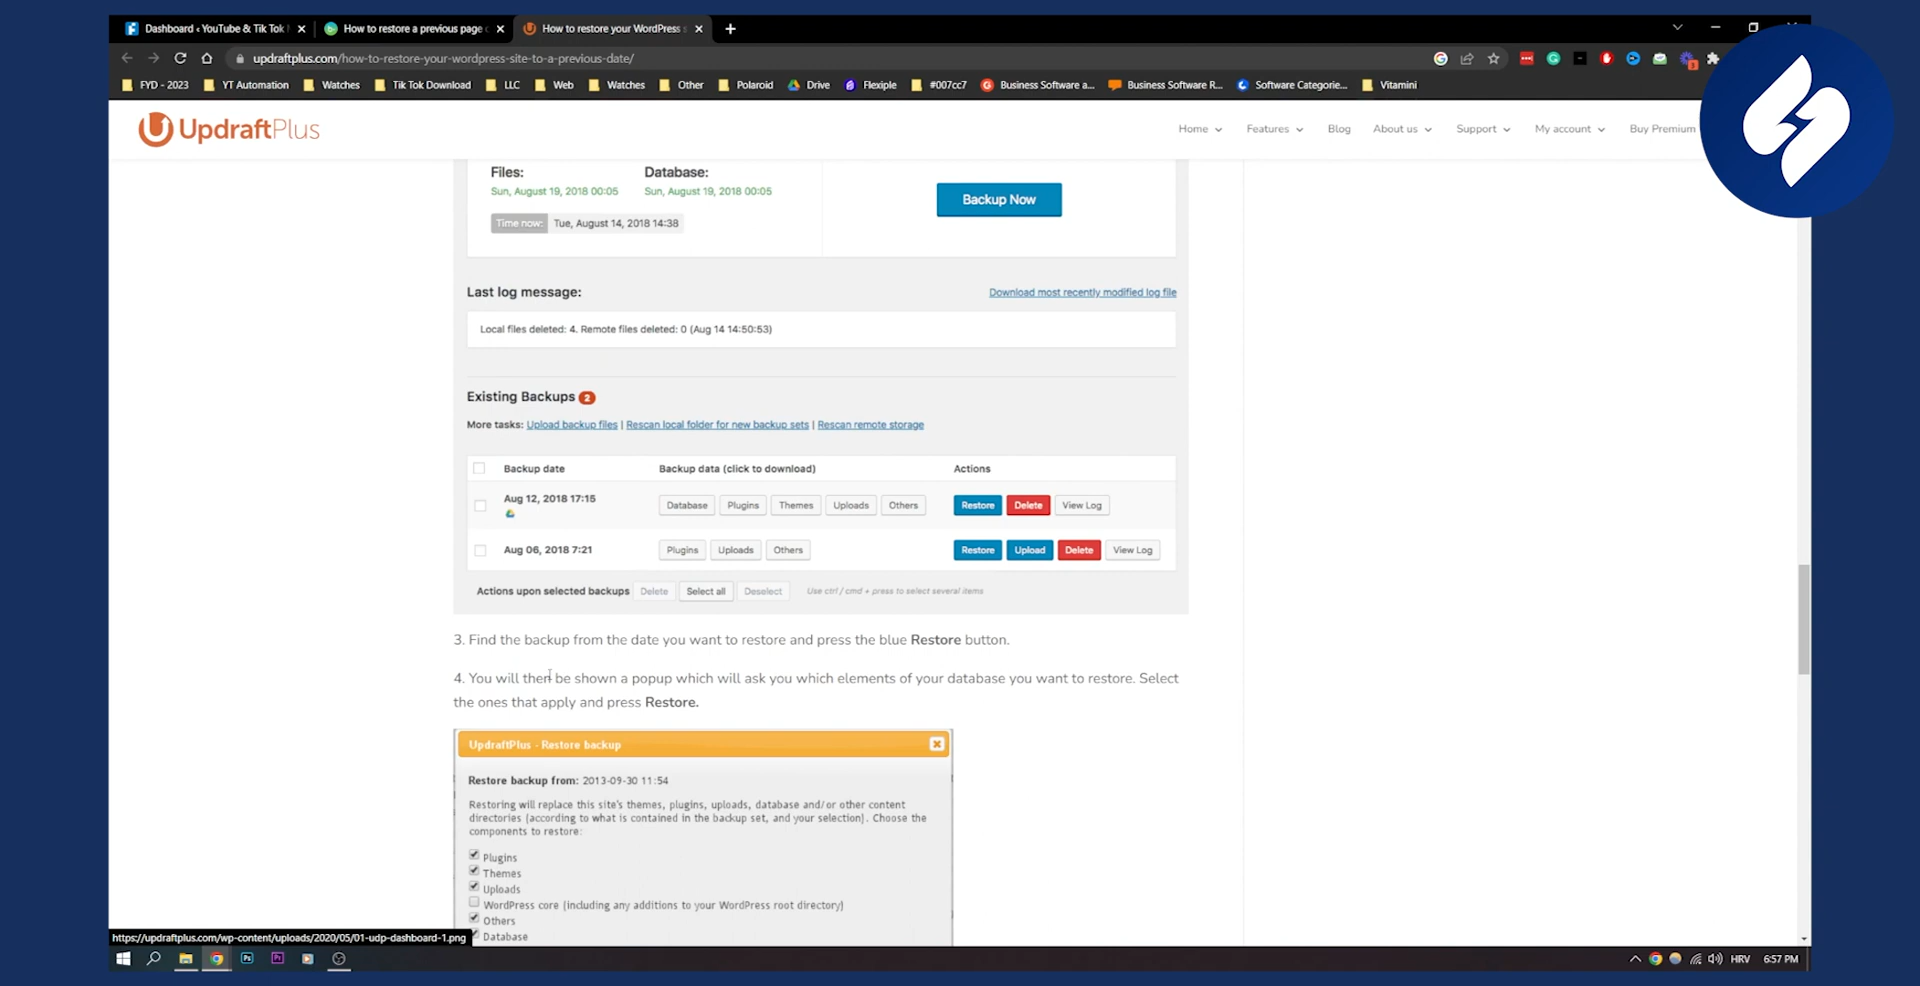 Dashboard ‹ YouTube & Tik Tok
How to restore a previous page
How to restore your WordPress
updraftplus.com/how-to-restore-your-wordpress-site-to-a-previous-date/
FYD - 2023
YT Automation
Watches
Tik Tok Download
LLC
Web
Watches
Other
Polaroid
Drive
Flexiple
#007cc7
Business Software a...
Business Software R...
Software Categorie...
Vitamini
UpdraftPlus
Home
Features
Blog
About us
Support
My account
Buy Premium
Files:
Database:
Sun, August 19, 2018 00:05
Sun, August 19, 2018 00:05
Backup Now
Time now:
Tue, August 14, 2018 14:38
Last log message:
Download most recently modified log file
Local files deleted: 4. Remote files deleted: 0 (Aug 14 14:50:53)
Existing Backups 2
More tasks: Upload backup files | Rescan local folder for new backup sets | Rescan remote storage
Backup date
Backup data (click to download)
Actions
Aug 12, 2018 17:15
Database
Plugins
Themes
Uploads
Others
Restore
Delete
View Log
Aug 06, 2018 7:21
Plugins
Uploads
Others
Restore
Upload
Delete
View Log
Actions upon selected backups
Delete
Select all
Deselect
Use ctrl / cmd + press to select several items
3. Find the backup from the date you want to restore and press the blue Restore button.
4. You will then be shown a popup which will ask you which elements of your database you want to restore. Select
the ones that apply and press Restore.
UpdraftPlus - Restore backup
Restore backup from: 2013-09-30 11:54
Restoring will replace this site's themes, plugins, uploads, database and/or other content
directories (according to what is contained in the backup set, and your selection). Choose the
components to restore:
Plugins
Themes
Uploads
WordPress core (including any additions to your WordPress root directory)
Others
Database
https://updraftplus.com/wp-content/uploads/2020/05/01-udp-dashboard-1.png
Ps
Pr
HRV
6:57 PM